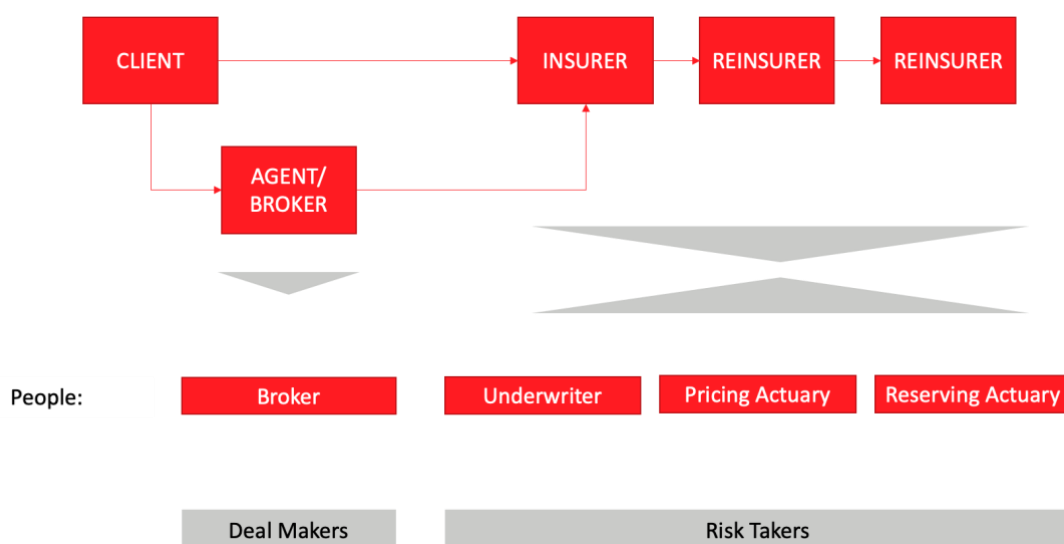 CLIENT
INSURER
REINSURER
REINSURER
AGENT/
BROKER
People:
Broker
Underwriter
Pricing Actuary
Reserving Actuary
Deal Makers
Risk Takers